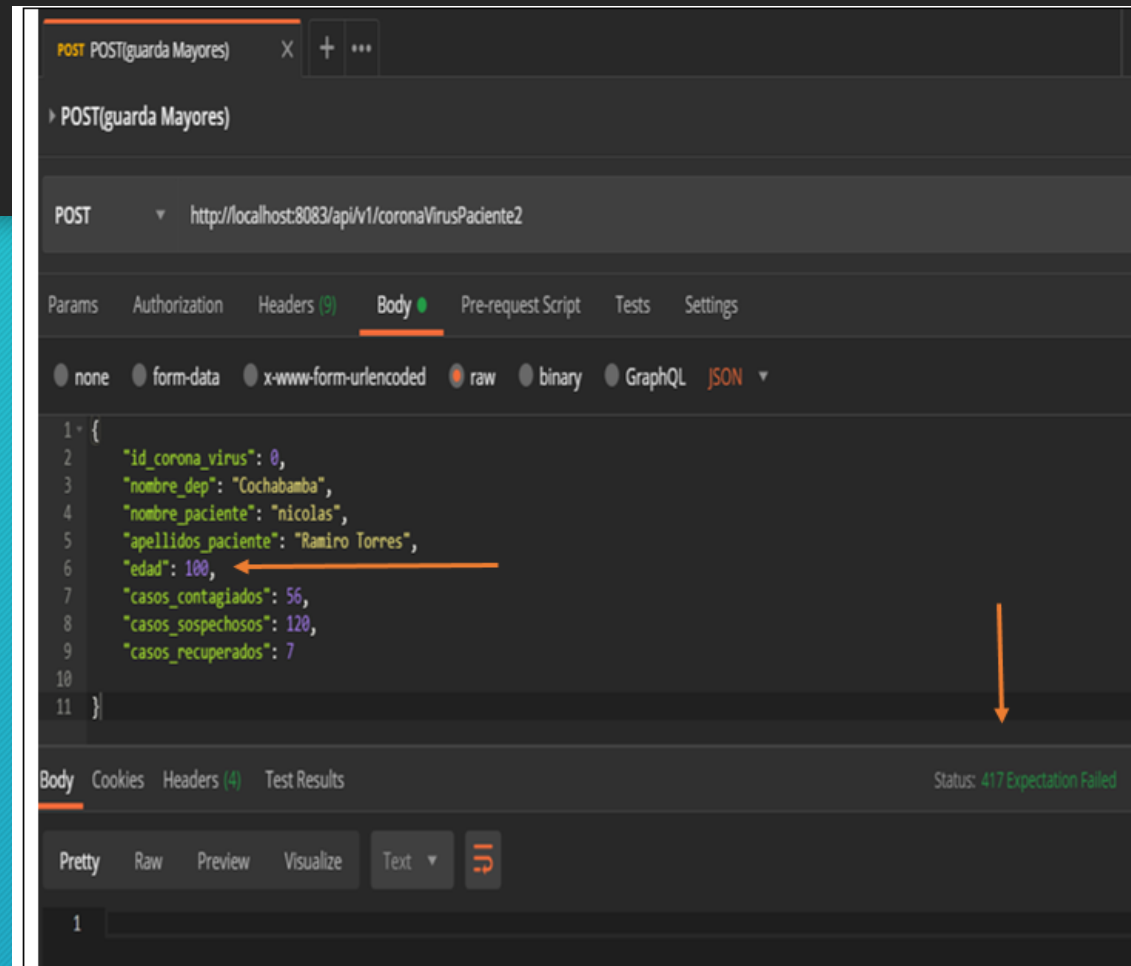 POST POST(guarda Mayores) X + •••
POST(guarda Mayores)
POST http://localhost:8083/api/v1/coronaVirusPaciente2
Params Authorization Headers (9) Body Pre-request Script Tests Settings
none form-data x-www-form-urlencoded raw binary GraphQL JSON
1 {
2 "id_corona_virus": 0,
3 "nombre_dep": "Cochabamba",
4 "nombre_paciente": "nicolas",
5 "apellidos_paciente": "Ramiro Torres",
6 "edad": 100,
7 "casos_contagiados": 56,
8 "casos_sospechosos": 120,
9 "casos_recuperados": 7
10
11 }
Body Cookies Headers (4) Test Results Status: 417 Expectation Failed
Pretty Raw Preview Visualize Text
1